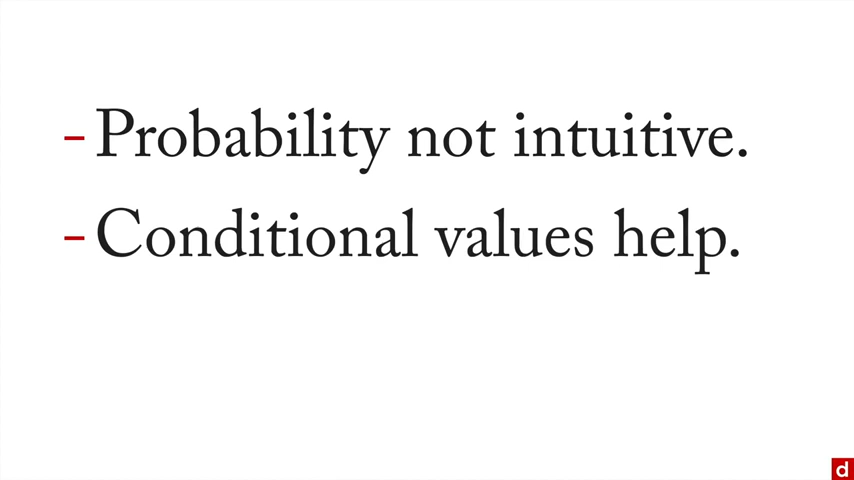 – Probability not intuitive.
– Conditional values help.
d